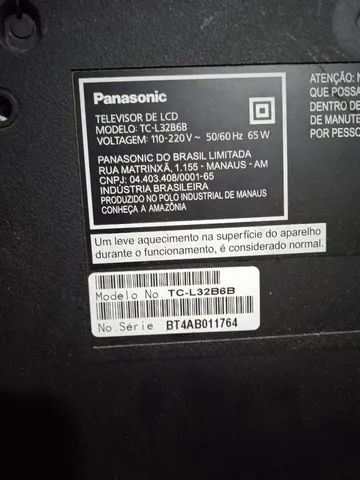 Panasonic
TELEVISOR DE LCD
MODELO: TC-L32B6B
VOLTAGEM: 110-220V ~ 50/60 Hz 65 W
PANASONIC DO BRASIL LIMITADA
RUA MATRINXÃ, 1.155 - MANAUS - AM
CNPJ: 04.403.408/0001-65
INDÚSTRIA BRASILEIRA
PRODUZIDO NO POLO INDUSTRIAL DE MANAUS
CONHEÇA A AMAZÔNIA
ATENÇÃO: N
QUE POSSA
DENTRO DE
DE MANUTE
POR PESSO
Um leve aquecimento na superfície do aparelho
durante o funcionamento, é considerado normal.
Modelo No. TC-L32B6B
No. Série BT4AB011764